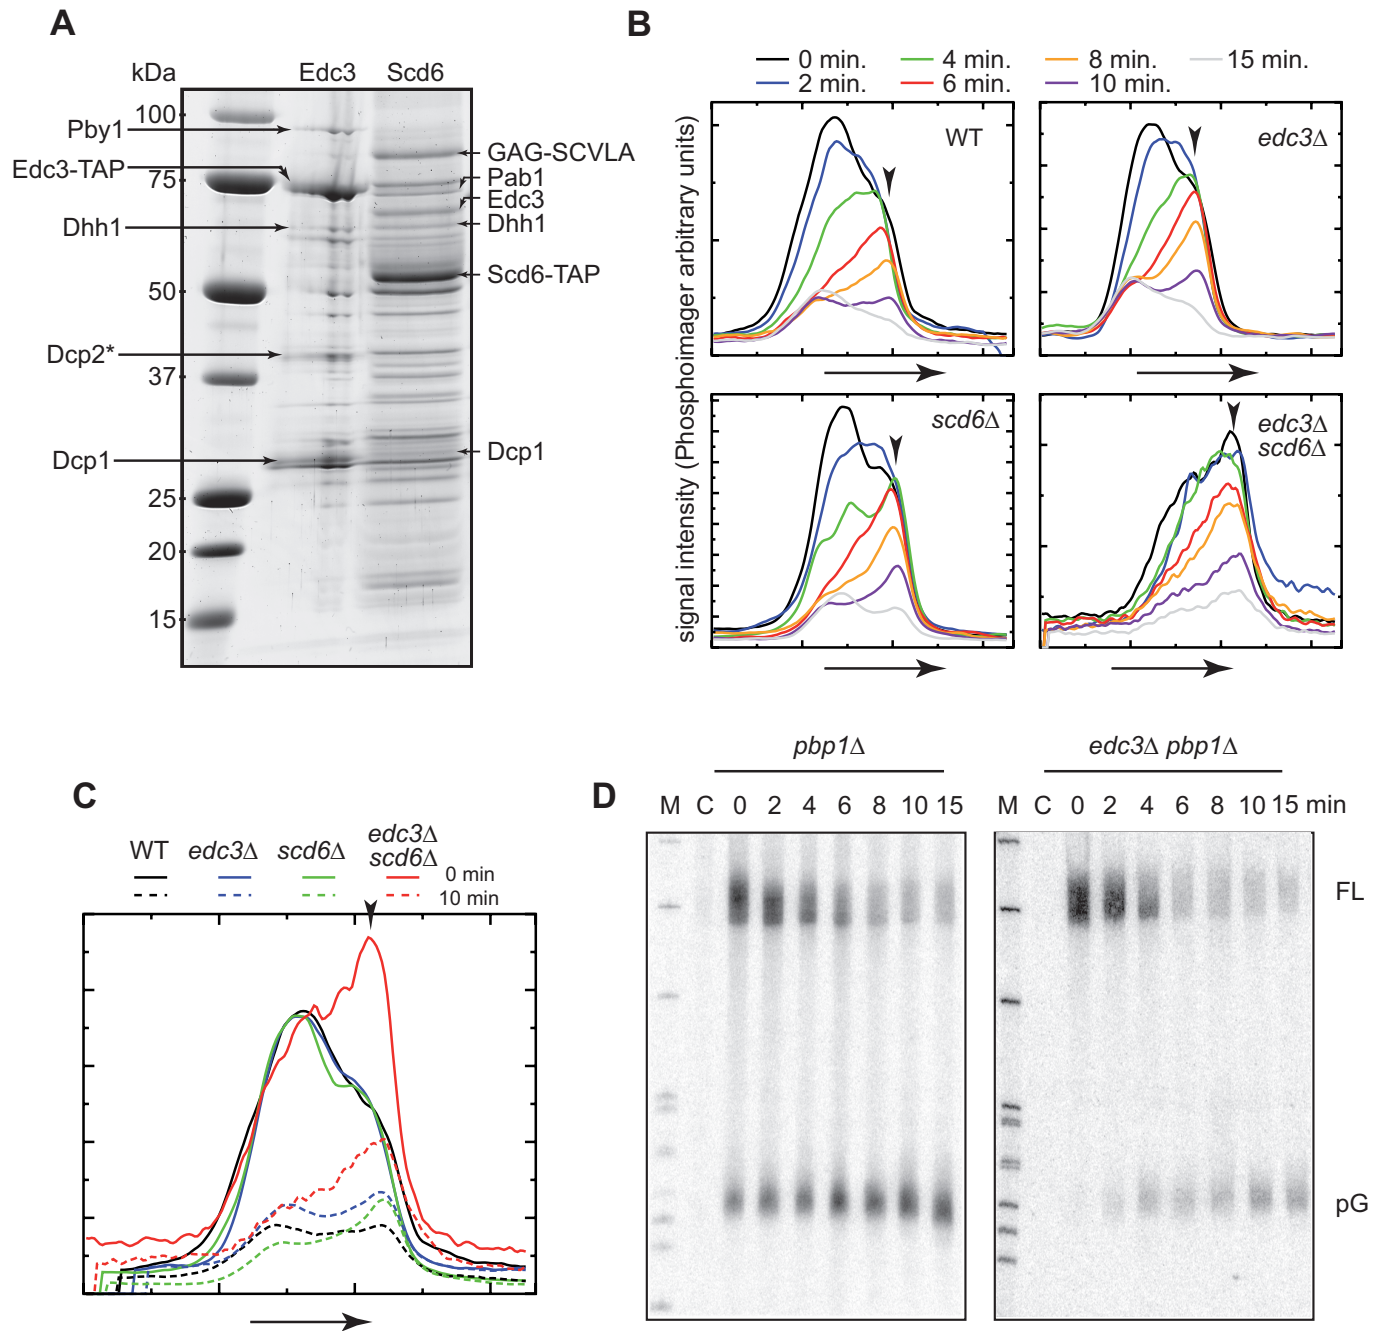 A
kDa
Edc3
Scd6
100
75
50
37
25
20
15
Pby1
Edc3-TAP
Dhh1
Dcp2*
Dcp1
GAG-SCVLA
Pab1
Edc3
Dhh1
Scd6-TAP
Dcp1
B
0 min.
4 min.
8 min.
15 min.
2 min.
6 min.
10 min.
signal intensity (Phosphoimager arbitrary units)
WT
edc3Δ
scd6Δ
edc3Δ
scd6Δ
C
WT
edc3Δ
scd6Δ
edc3Δ
scd6Δ
0 min
10 min
D
pbp1Δ
M C 0 2 4 6 8 10 15
edc3Δ pbp1Δ
M C 0 2 4 6 8 10 15 min
FL
pG